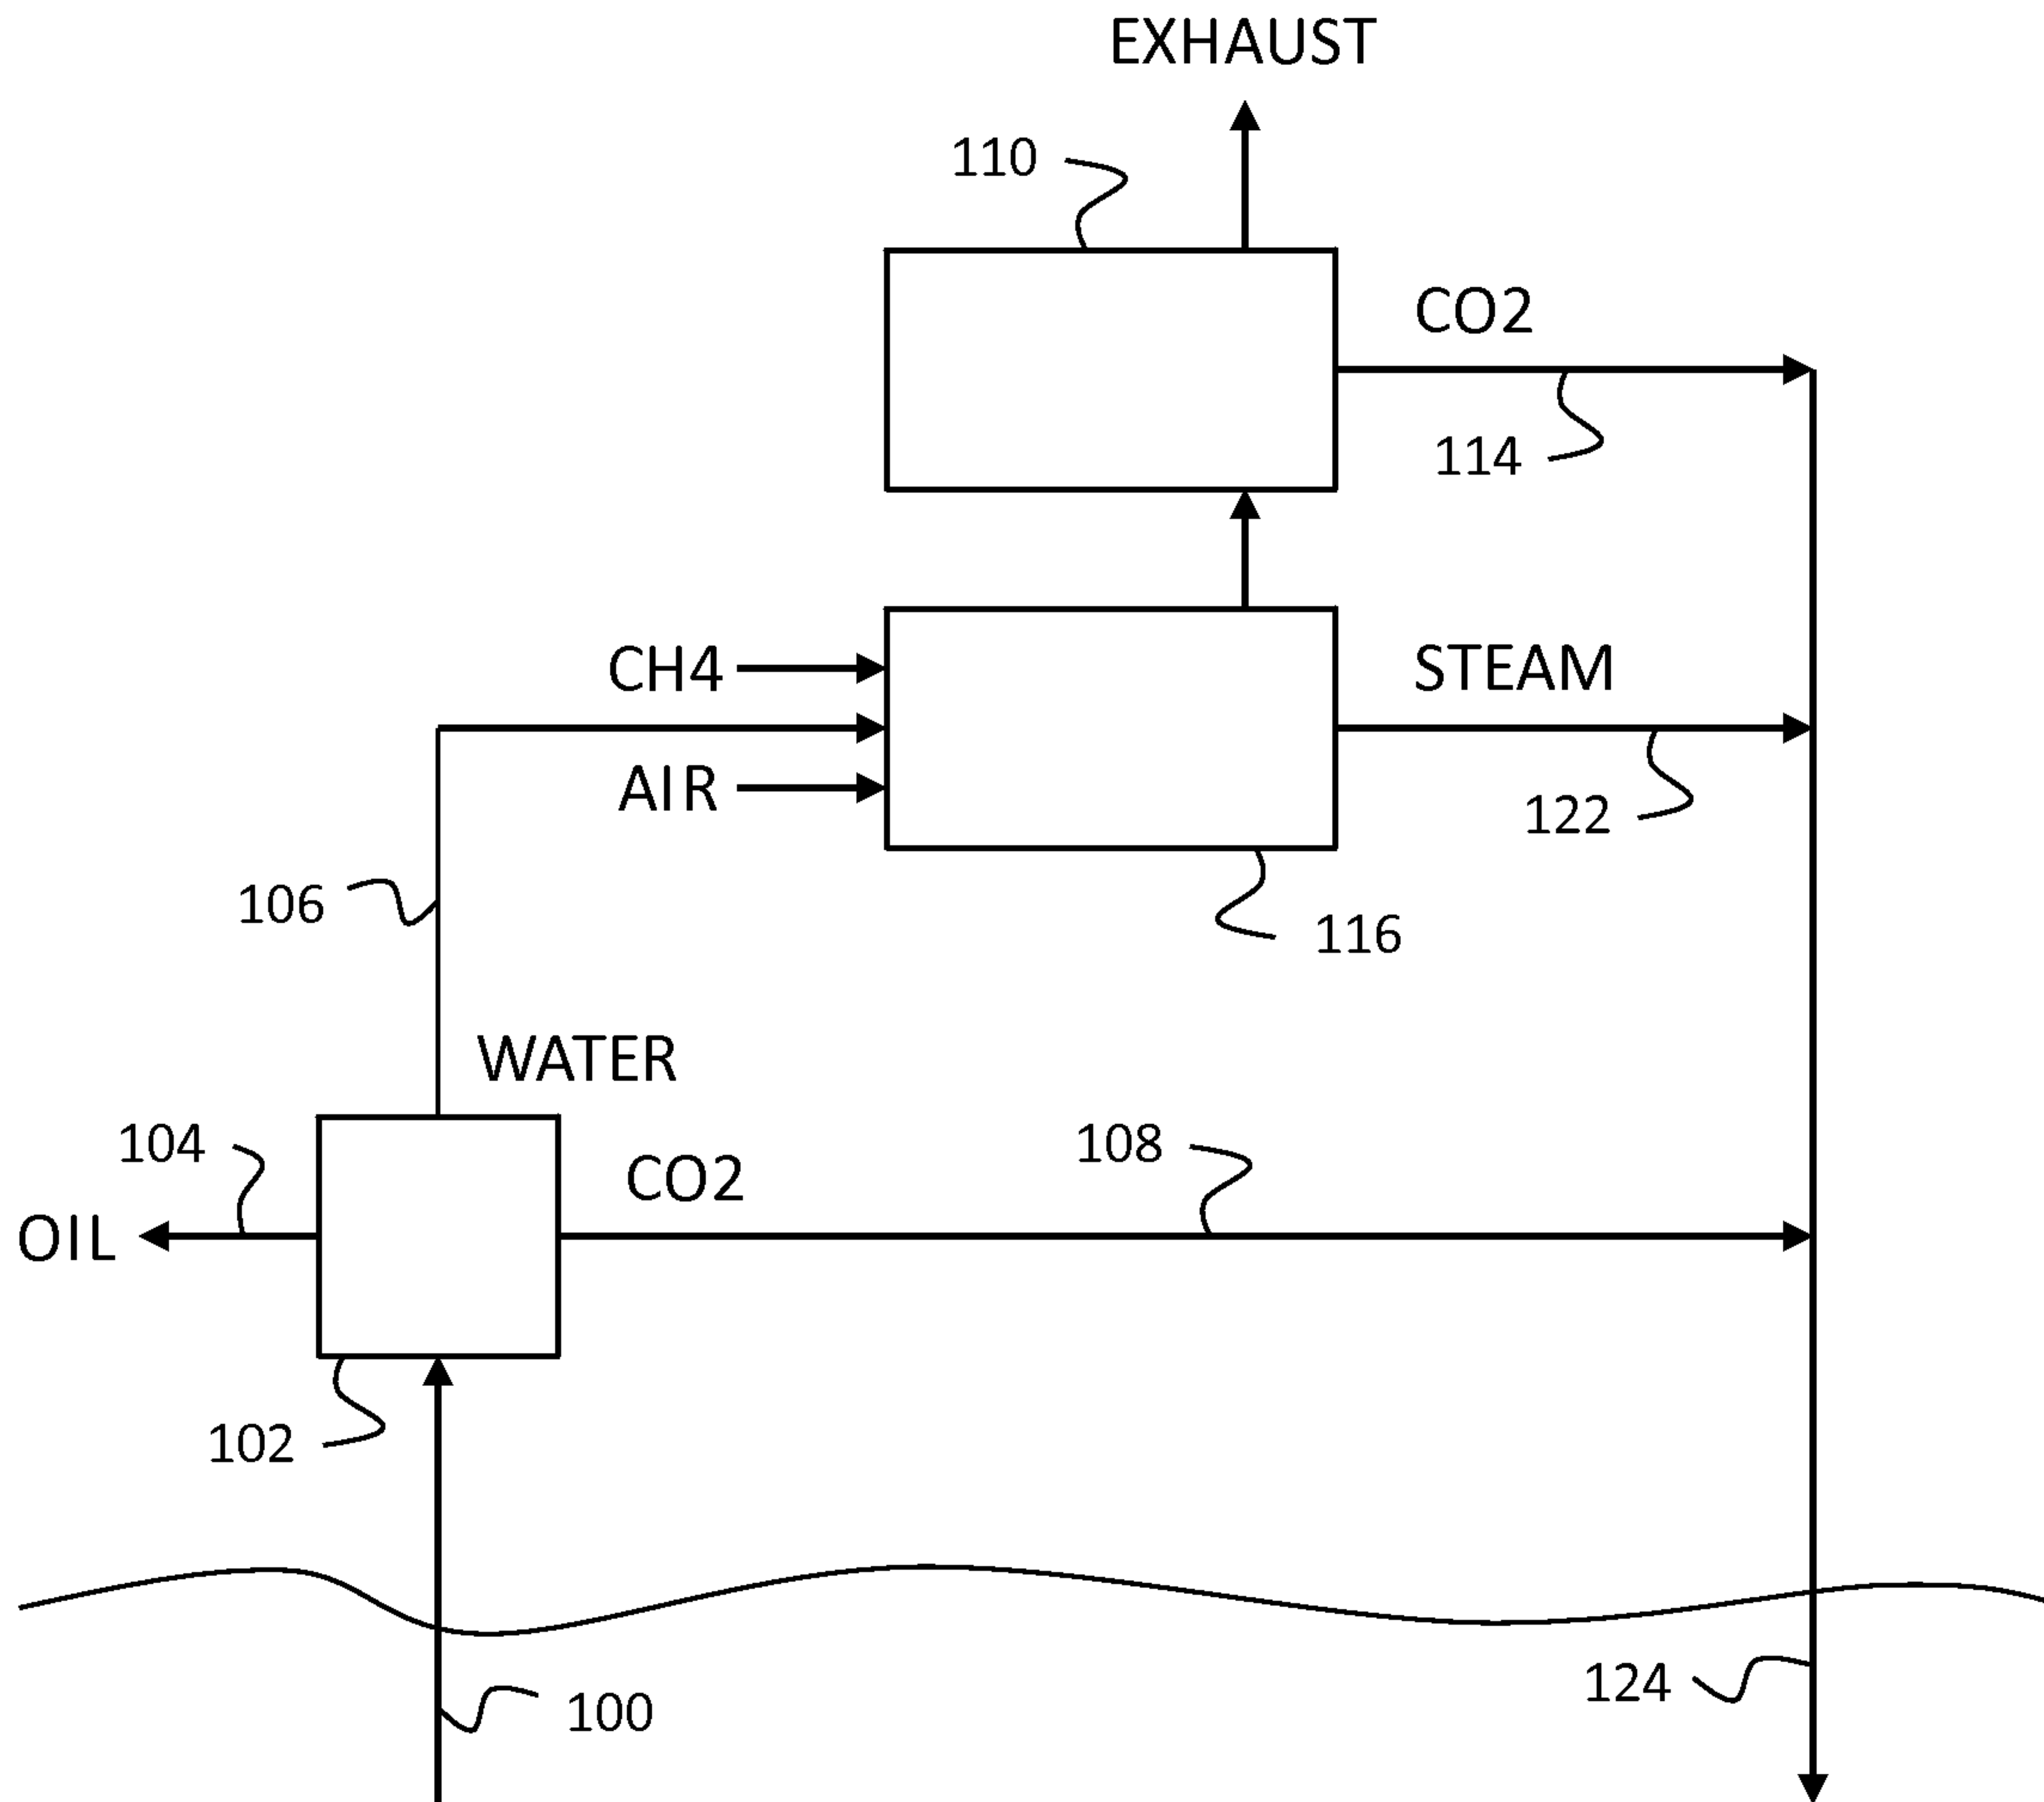 EXHAUST
110
CO2
114
CH4
STEAM
AIR
122
106
116
WATER
104
108
CO2
OIL
102
124
100